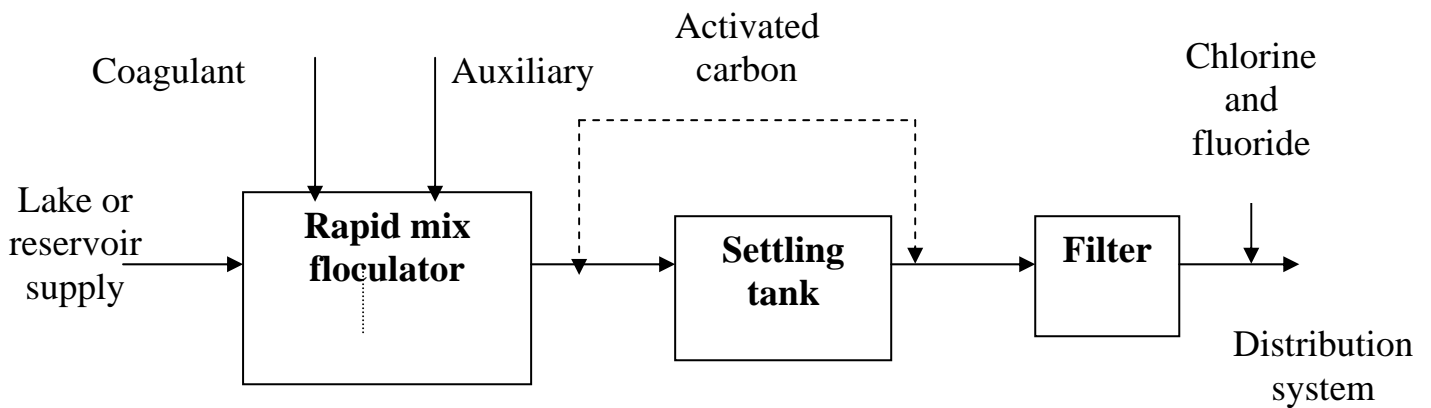 Coagulant
Auxiliary
Activated
carbon
Chlorine
and
fluoride
Lake or
reservoir
supply
Rapid mix
floculator
Settling
tank
Filter
Distribution
system